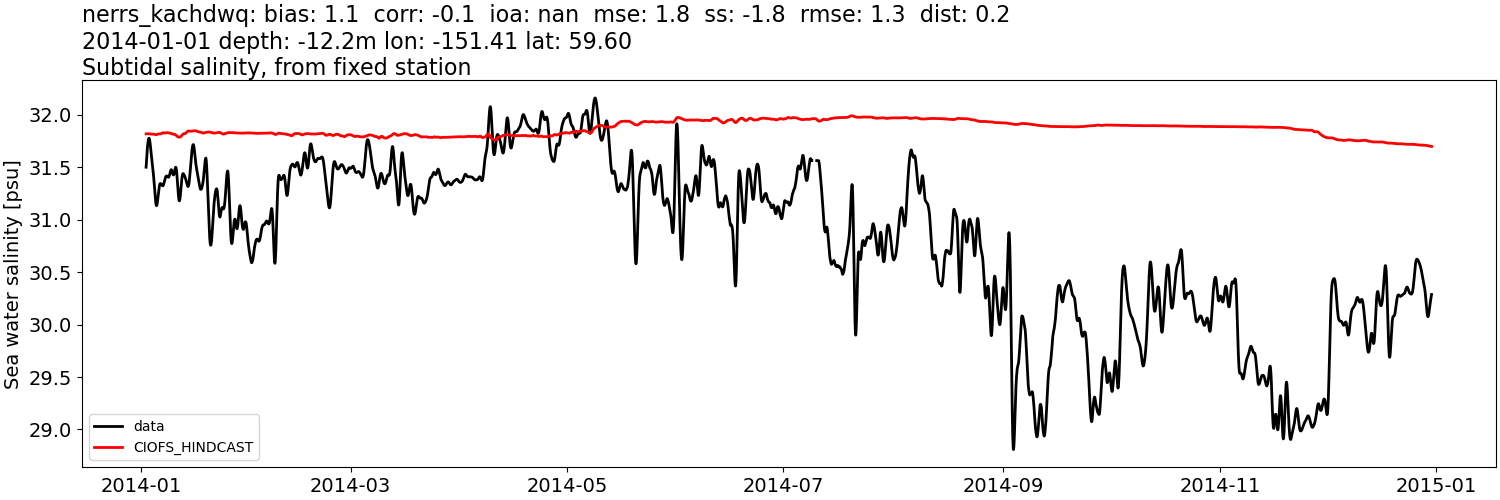 nerrs_kachdwq: bias: 1.1  corr: -0.1  ioa: nan  mse: 1.8  ss: -1.8  rmse: 1.3  dist: 0.2
2014-01-01 depth: -12.2m lon: -151.41 lat: 59.60
Subtidal salinity, from fixed station
Sea water salinity [psu]
32.0
31.5
31.0
30.5
30.0
29.5
29.0
data
CIOFS_HINDCAST
2014-01
2014-03
2014-05
2014-07
2014-09
2014-11
2015-01